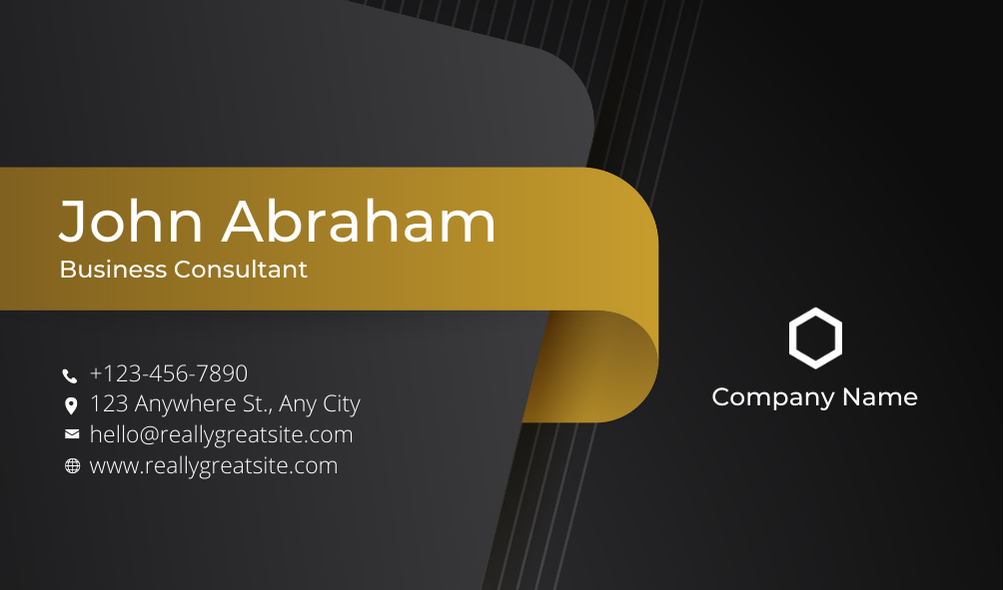 John Abraham
Business Consultant
+123-456-7890
123 Anywhere St., Any City
hello@reallygreatsite.com
www.reallygreatsite.com
Company Name